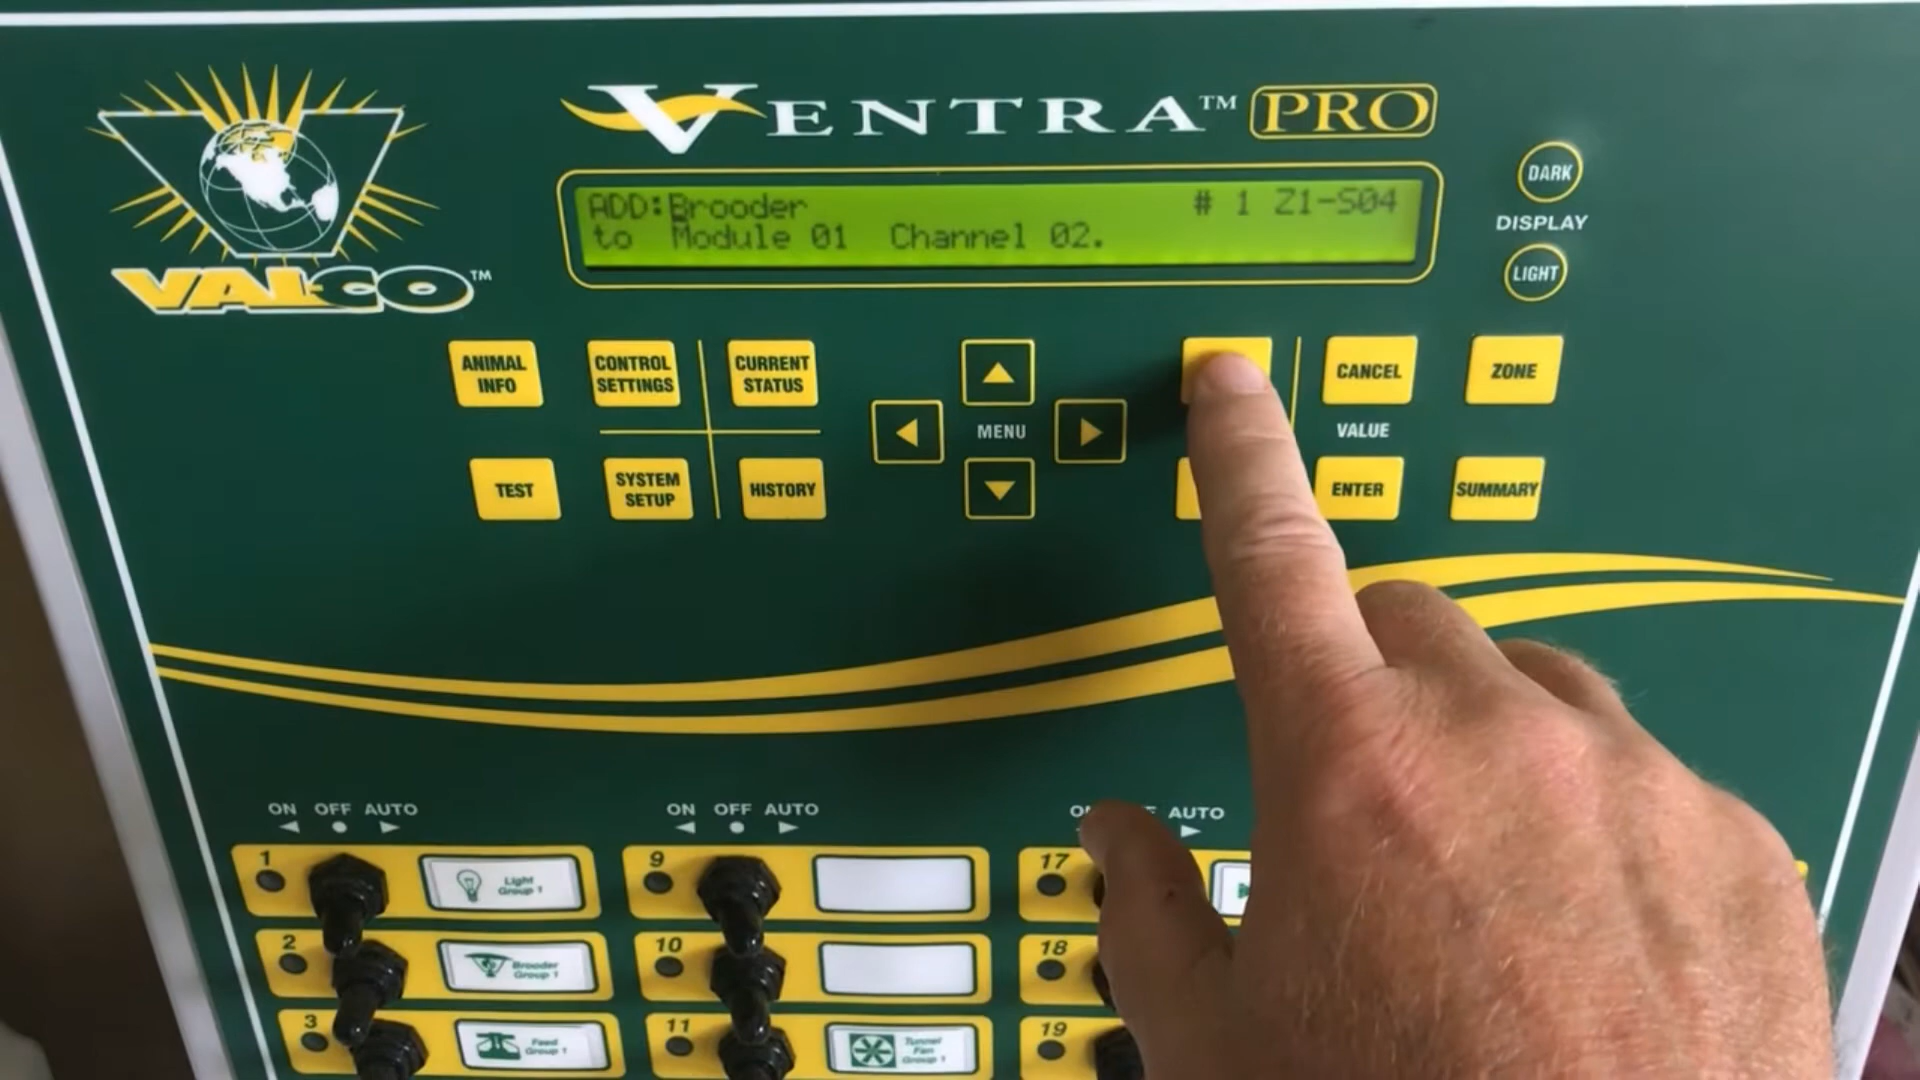 VENTRA™ PRO
VAL-CO™
ADD:Brooder # 1 Z1-S04
to Module 01 Channel 02.
DARK
DISPLAY
LIGHT
ANIMAL
INFO
CONTROL
SETTINGS
CURRENT
STATUS
MENU
CANCEL
ZONE
VALUE
TEST
SYSTEM
SETUP
HISTORY
ENTER
SUMMARY
ON OFF AUTO
ON OFF AUTO
AUTO
1
Light
Group 1
9
17
2
Brooder
Group 1
10
18
3
Feed
Group 1
11
Tunnel
Fan
Group 1
19